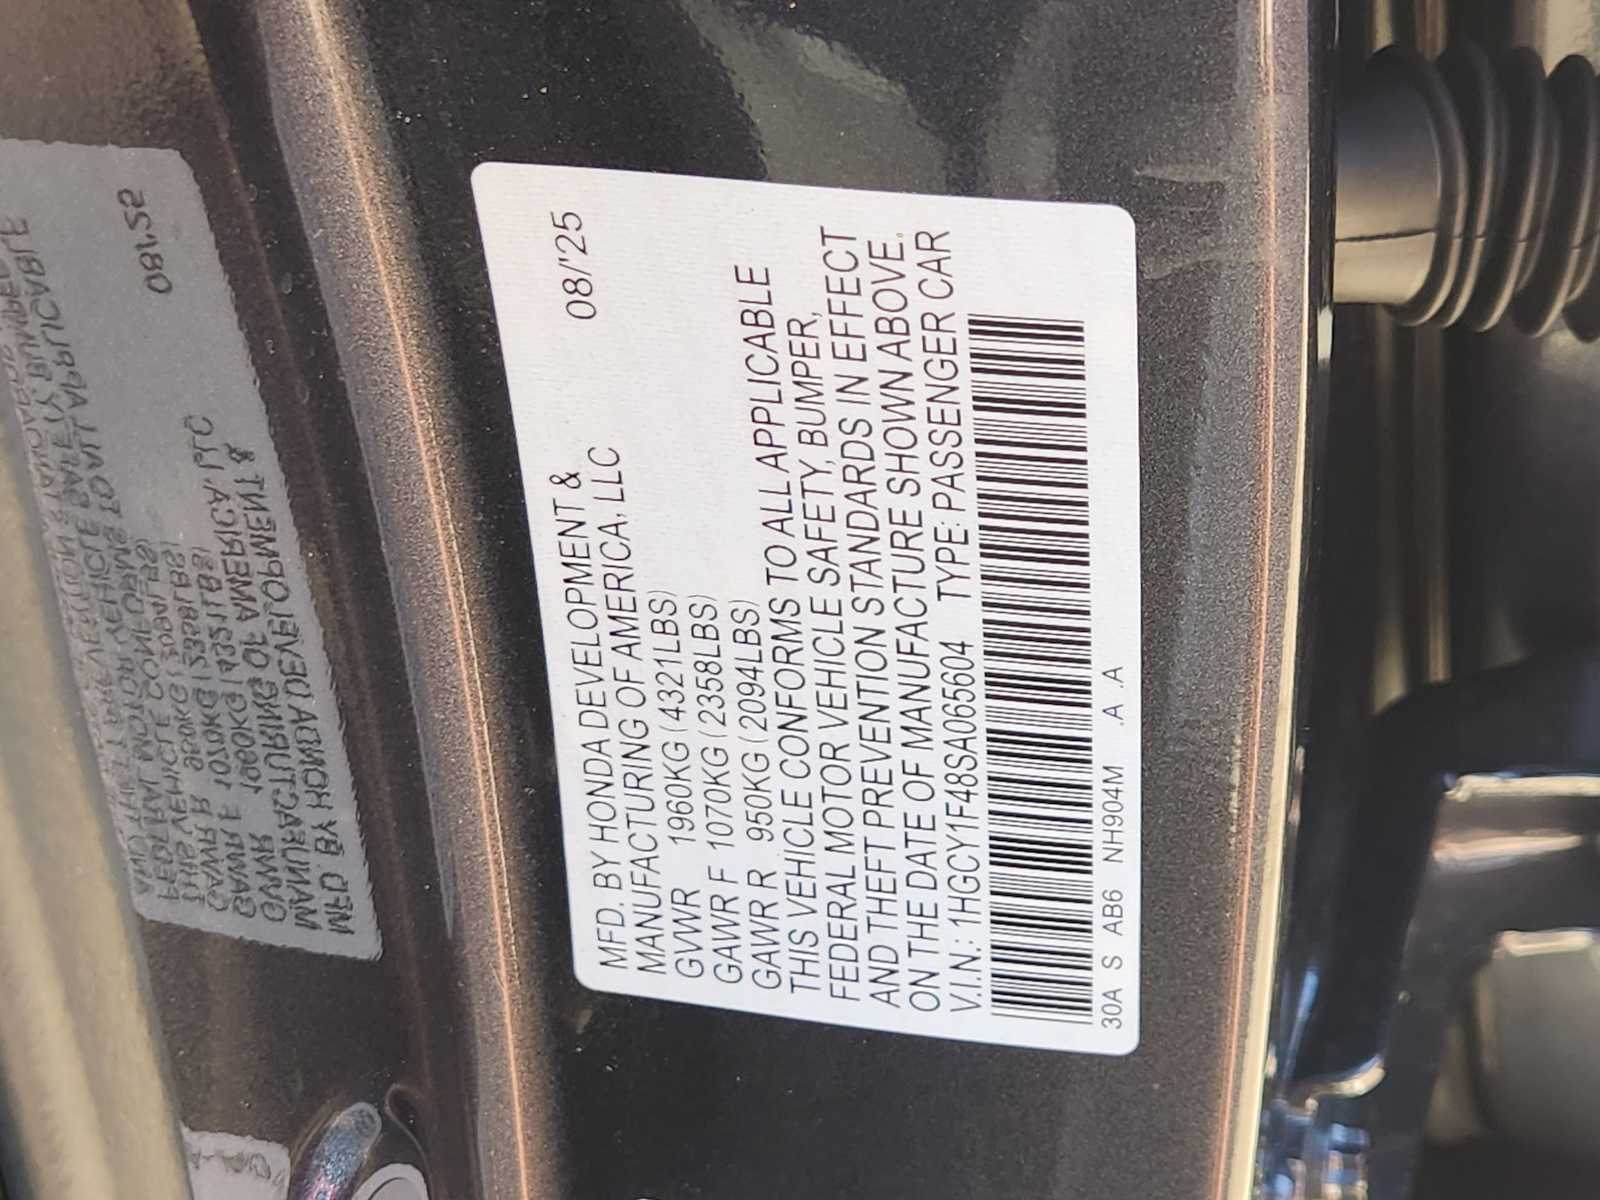 08/'25
MFD. BY HONDA DEVELOPMENT &
MANUFACTURING OF AMERICA, LLC
GVWR 1960KG (4321LBS)
GAWR F 1070KG (2358LBS)
GAWR R 950KG (2094LBS)
THIS VEHICLE CONFORMS TO ALL APPLICABLE
FEDERAL MOTOR VEHICLE SAFETY, BUMPER,
AND THEFT PREVENTION STANDARDS IN EFFECT
ON THE DATE OF MANUFACTURE SHOWN ABOVE.
V.I.N.: 1HGCY1F48SA065604 TYPE: PASSENGER CAR
30A S AB6 NH904M .A .A